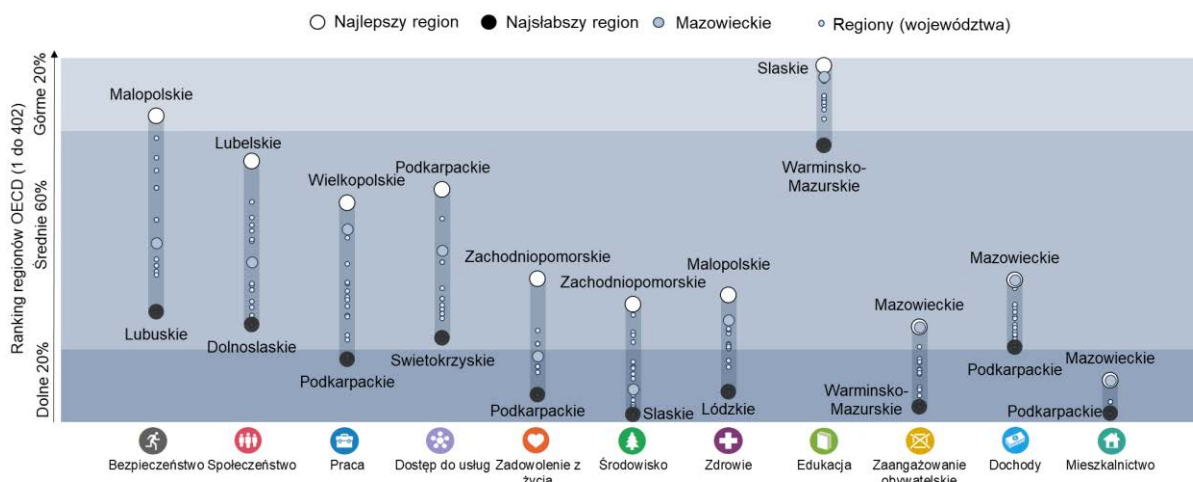 Najlepszy region
Najsłabszy region
Mazowieckie
Regiony (województwa)
Ranking regionów OECD (1 do 402)
Górme 20%
Średnie 60%
Dolne 20%
Malopolskie
Lubuskie
Lubelskie
Dolnoslaskie
Wielkopolskie
Podkarpackie
Podkarpackie
Swietokrzyskie
Zachodniopomorskie
Podkarpackie
Zachodniopomorskie
Slaskie
Malopolskie
Lódzkie
Slaskie
Warminsko-
Mazurskie
Mazowieckie
Warminsko-
Mazurskie
Mazowieckie
Podkarpackie
Mazowieckie
Podkarpackie
Bezpieczeństwo
Społeczeństwo
Praca
Dostęp do usług
Zadowolenie z
życia
Środowisko
Zdrowie
Edukacja
Zaangażowanie
obywatelskie
Dochody
Mieszkalnictwo